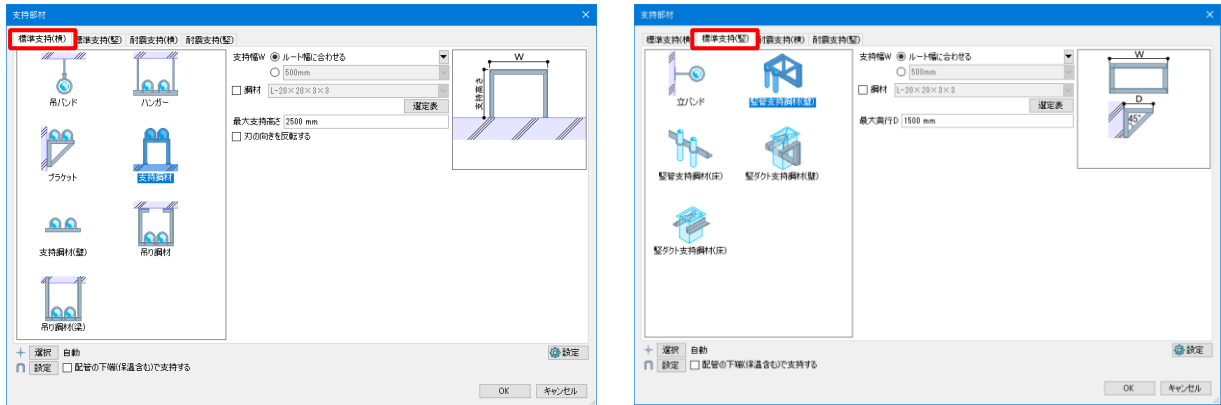 支持部材
標準支持(横) 標準支持(竪) 耐震支持(横) 耐震支持(竪)
吊バンド
ハンガー
ブラケット
支持鋼材
支持鋼材(壁)
吊り鋼材
吊り鋼材(梁)
支持幅W ルート幅に合わせる
500mm
鋼材 L-20×20×3×3
選定表
最大支持高さ 2500 mm
刃の向きを反転する
W
支持高さ
選択 自動
設定 配管の下端(保温含む)で支持する
設定
OK キャンセル
支持部材
標準支持(横) 標準支持(竪) 耐震支持(横) 耐震支持(竪)
立バンド
竪管支持鋼材(壁)
竪管支持鋼材(床)
竪ダクト支持鋼材(壁)
竪ダクト支持鋼材(床)
支持幅W ルート幅に合わせる
500mm
鋼材 L-20×20×3×3
選定表
最大奥行D 1500 mm
W
D
45°
選択 自動
設定 配管の下端(保温含む)で支持する
設定
OK キャンセル